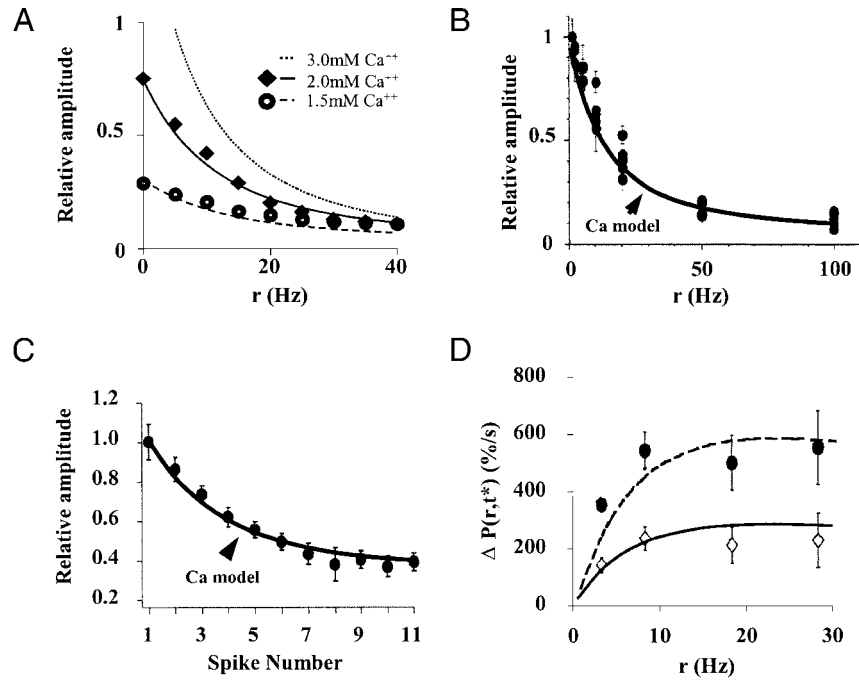 A
1
0.5
0
Relative amplitude
3.0mM Ca++
2.0mM Ca++
1.5mM Ca++
0
20
40
r (Hz)
B
1
0.5
0
Relative amplitude
Ca model
0
50
100
r (Hz)
C
1.2
1.0
0.8
0.6
0.4
0.2
Relative amplitude
Ca model
1
3
5
7
9
11
Spike Number
D
800
600
400
200
0
Δ P(r,t*) (%/s)
0
10
20
30
r (Hz)